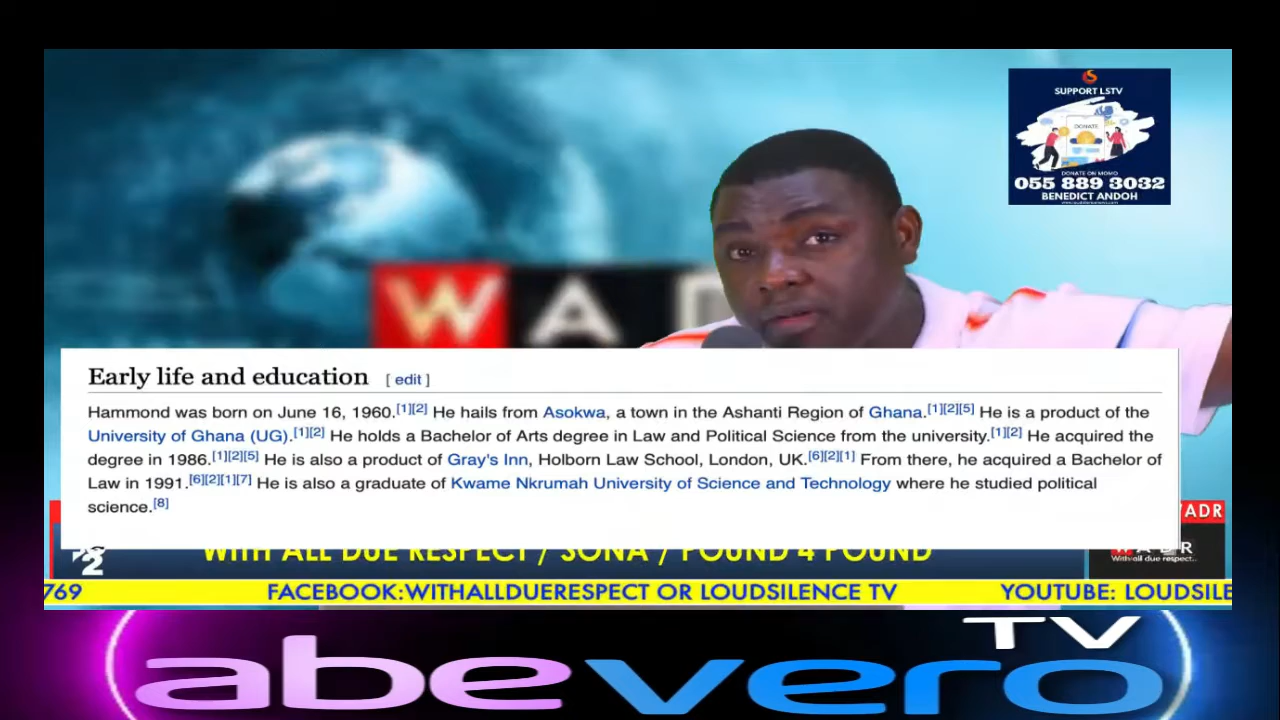 SUPPORT LSTV
DONATE
DONATE ON MOMO
055 889 3032
BENEDICT ANDOH
WAD
Early life and education [ edit ]
Hammond was born on June 16, 1960.[1][2] He hails from Asokwa, a town in the Ashanti Region of Ghana.[1][2][5] He is a product of the
University of Ghana (UG).[1][2] He holds a Bachelor of Arts degree in Law and Political Science from the university.[1][2] He acquired the
degree in 1986.[1][2][5] He is also a product of Gray's Inn, Holborn Law School, London, UK.[6][2][1] From there, he acquired a Bachelor of
Law in 1991.[6][2][1][7] He is also a graduate of Kwame Nkrumah University of Science and Technology where he studied political
science.[8]
WADR
WITH ALL DUE RESPECT / SONA / POUND 4 POUND
WADR
With all due respect..
769 FACEBOOK:WITHALLDUERESPECT OR LOUDSILENCE TV YOUTUBE: LOUDSILE
abevero TV